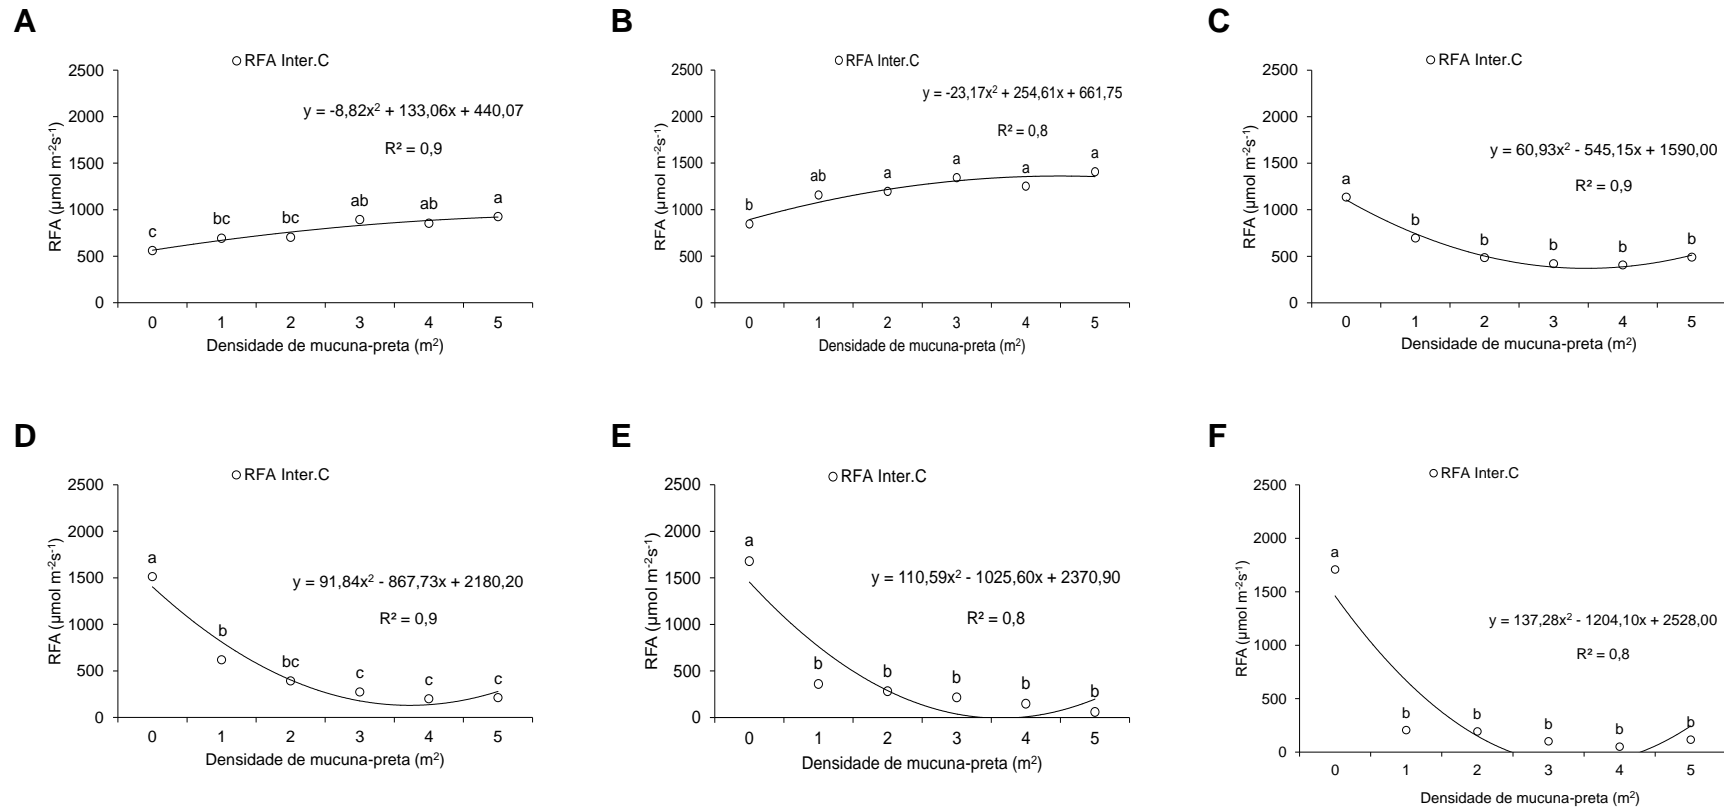 A
RFA Inter.C
2500
2000
1500
1000
500
0
RFA (µmol m⁻²s⁻¹)
y = -8,82x² + 133,06x + 440,07
R² = 0,9
c
bc
bc
ab
ab
a
0 1 2 3 4 5
Densidade de mucuna-preta (m²)
B
RFA Inter.C
2500
2000
1500
1000
500
0
RFA (µmol m⁻²s⁻¹)
y = -23,17x² + 254,61x + 661,75
R² = 0,8
b
ab
a
a
a
a
0 1 2 3 4 5
Densidade de mucuna-preta (m²)
C
RFA Inter.C
2500
2000
1500
1000
500
0
RFA (µmol m⁻²s⁻¹)
y = 60,93x² - 545,15x + 1590,00
R² = 0,9
a
b
b
b
b
b
0 1 2 3 4 5
Densidade de mucuna-preta (m²)
D
RFA Inter.C
2500
2000
1500
1000
500
0
RFA (µmol m⁻²s⁻¹)
y = 91,84x² - 867,73x + 2180,20
R² = 0,9
a
b
bc
c
c
c
0 1 2 3 4 5
Densidade de mucuna-preta (m²)
E
RFA Inter.C
2500
2000
1500
1000
500
0
RFA (µmol m⁻²s⁻¹)
y = 110,59x² - 1025,60x + 2370,90
R² = 0,8
a
b
b
b
b
b
0 1 2 3 4 5
Densidade de mucuna-preta (m²)
F
RFA Inter.C
2500
2000
1500
1000
500
0
RFA (µmol m⁻²s⁻¹)
y = 137,28x² - 1204,10x + 2528,00
R² = 0,8
a
b
b
b
b
b
0 1 2 3 4 5
Densidade de mucuna-preta (m²)